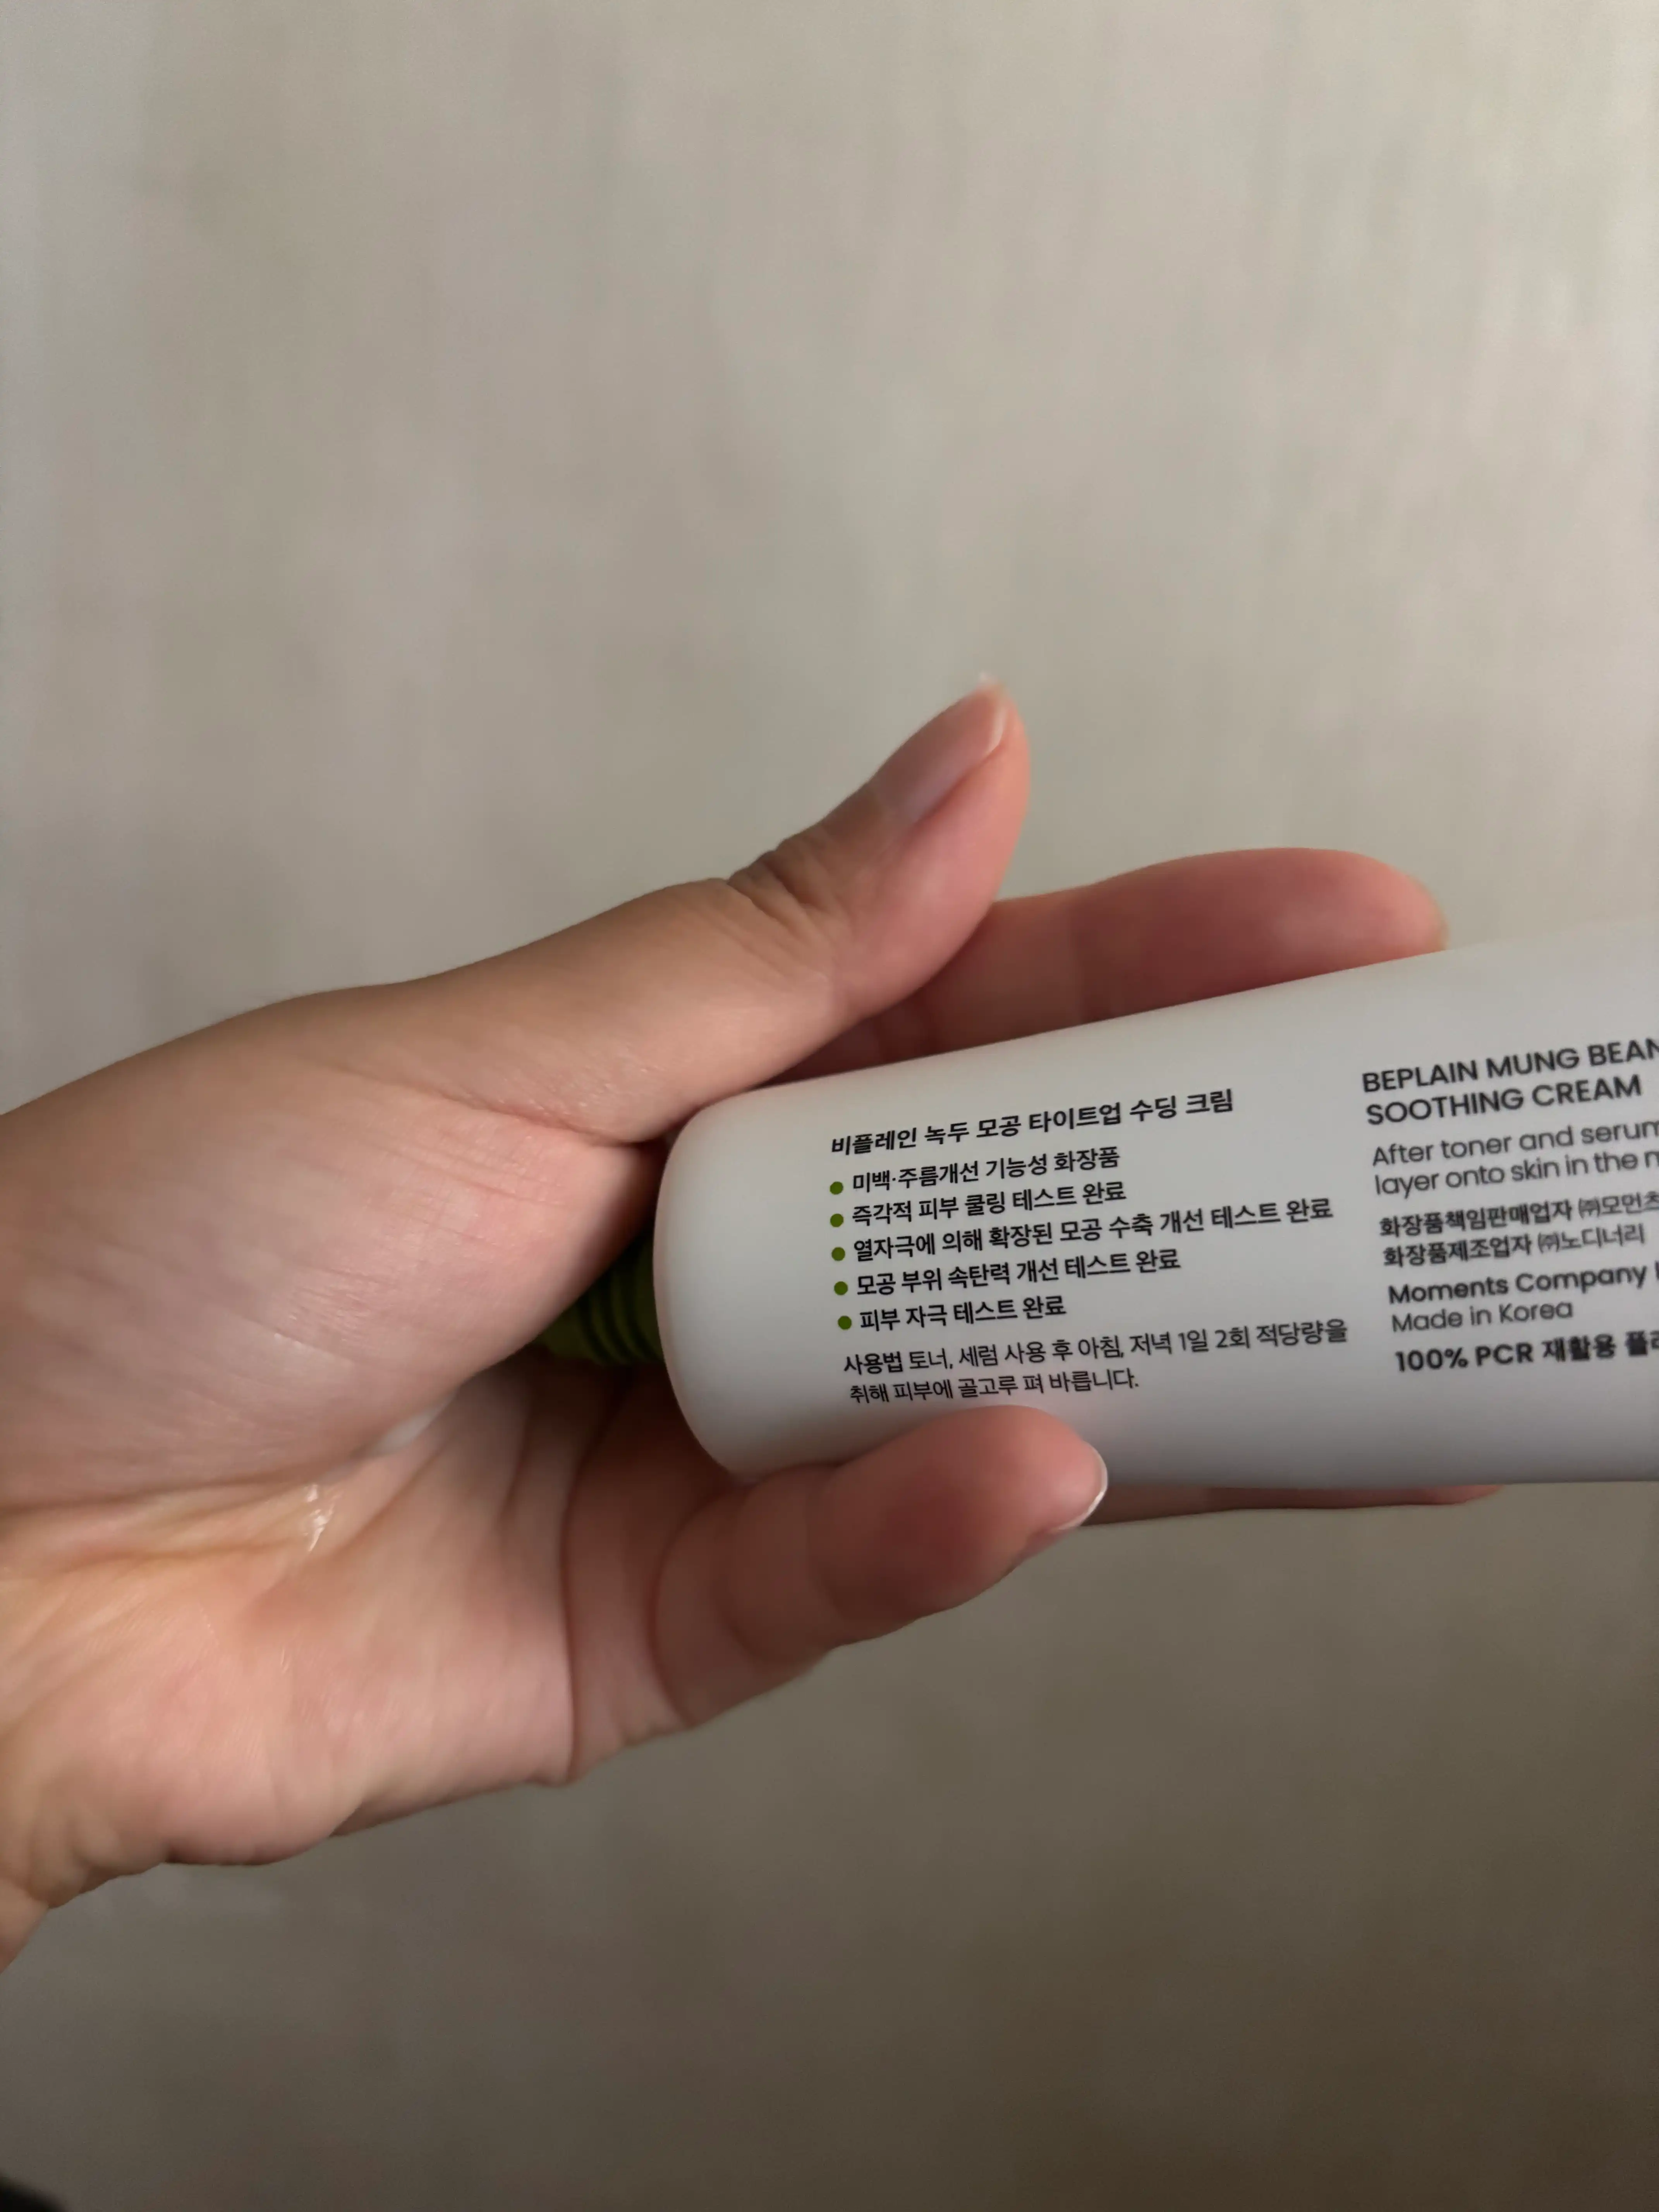 비플레인 녹두 모공 타이트업 수딩 크림
미백·주름개선 기능성 화장품
즉각적 피부 쿨링 테스트 완료
열자극에 의해 확장된 모공 수축 개선 테스트 완료
모공 부위 속탄력 개선 테스트 완료
피부 자극 테스트 완료
사용법 토너, 세럼 사용 후 아침, 저녁 1일 2회 적당량을
취해 피부에 골고루 펴 바릅니다.
BEPLAIN MUNG BEAN
SOOTHING CREAM
After toner and serum
layer onto skin in the
화장품책임판매업자 ㈜모먼츠
화장품제조업자 ㈜노디너리
Moments Company
Made in Korea
100% PCR 재활용